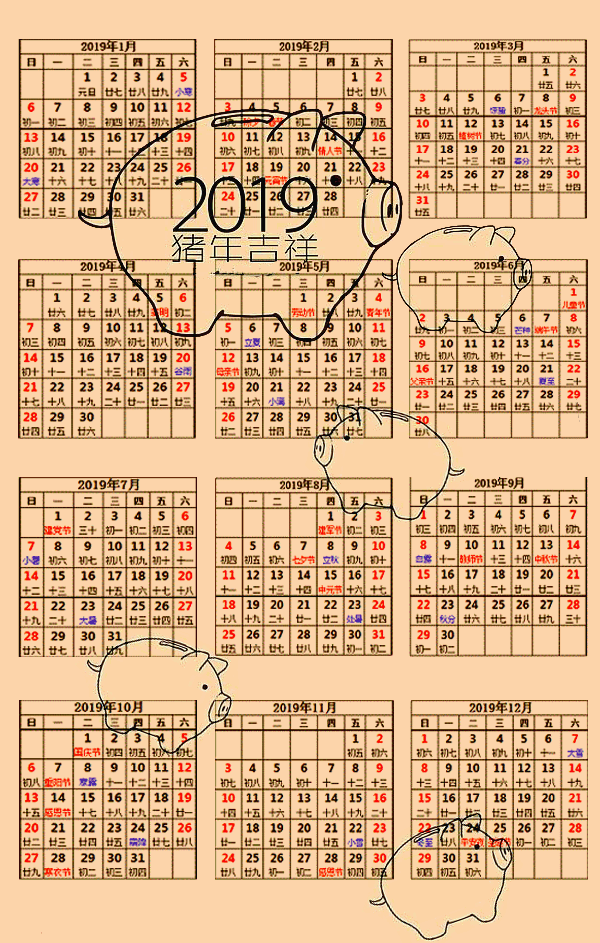 2019年1月
日 一 二 三 四 五 六
1 2 3 4 5
元日 廿七 廿八 廿九 小寒
6 7 8 9 10 11 12
初一 初二 初三 初四 初五 初六 初七
13 14 15 16 17 18 19
初八 初九 初十 十一 十二 十三 十四
20 21 22 23 24 25 26
大寒 十六 十七 十八 十九 二十 廿一
27 28 29 30 31
廿二 廿三 廿四 廿五 廿六
2019年2月
日 一 二 三 四 五 六
1 2
廿七 廿八
3 4 5 6 7 8 9
廿九 除夕 春节 初二 初三 初四 初五
10 11 12 13 14 15 16
初六 初七 初八 初九 情人节 十一 十二
17 18 19 20 21 22 23
十三 十四 元宵节 十六 十七 十八 十九
24 25 26 27 28
二十 廿一 廿二 廿三 廿四
2019年3月
日 一 二 三 四 五 六
1 2
廿五 廿六
3 4 5 6 7 8 9
廿七 廿八 廿九 惊蛰 初一 龙头节 初三
10 11 12 13 14 15 16
初四 初五 植树节 初七 初八 初九 初十
17 18 19 20 21 22 23
十一 十二 十三 十四 春分 十六 十七
24 25 26 27 28 29 30
十八 十九 二十 廿一 廿二 廿三 廿四
31
廿五
2019
猪年吉祥
2019年4月
日 一 二 三 四 五 六
1 2 3 4 5 6
廿六 廿七 廿八 廿九 清明 初二
7 8 9 10 11 12 13
初三 初四 初五 初六 初七 初八 初九
14 15 16 17 18 19 20
初十 十一 十二 十三 十四 十五 谷雨
21 22 23 24 25 26 27
十七 十八 十九 二十 廿一 廿二 廿三
28 29 30
廿四 廿五 廿六
2019年5月
日 一 二 三 四 五 六
1 2 3 4
劳动节 廿八 廿九 青年节
5 6 7 8 9 10 11
初一 立夏 初三 初四 初五 初六 初七
12 13 14 15 16 17 18
母亲节 初九 初十 十一 十二 十三 十四
19 20 21 22 23 24 25
十五 十六 小满 十八 十九 二十 廿一
26 27 28 29 30 31
廿二 廿三 廿四 廿五 廿六 廿七
2019年6月
日 一 二 三 四 五 六
1
儿童节
2 3 4 5 6 7 8
廿九 初一 初二 初三 芒种 端午节 初六
9 10 11 12 13 14 15
初七 初八 初九 初十 十一 十二 十三
16 17 18 19 20 21 22
父亲节 十五 十六 十七 十八 夏至 二十
23 24 25 26 27 28 29
廿一 廿二 廿三 廿四 廿五 廿六 廿七
30
廿八
2019年7月
日 一 二 三 四 五 六
1 2 3 4 5 6
建党节 三十 初一 初二 初三 初四
7 8 9 10 11 12 13
小暑 初六 初七 初八 初九 初十 十一
14 15 16 17 18 19 20
十二 十三 十四 十五 十六 十七 十八
21 22 23 24 25 26 27
十九 二十 大暑 廿二 廿三 廿四 廿五
28 29 30 31
廿六 廿七 廿八 廿九
2019年8月
日 一 二 三 四 五 六
1 2 3
建军节 初二 初三
4 5 6 7 8 9 10
初四 初五 初六 七夕节 立秋 初九 初十
11 12 13 14 15 16 17
十一 十二 十三 十四 中元节 十六 十七
18 19 20 21 22 23 24
十八 十九 二十 廿一 廿二 处暑 廿四
25 26 27 28 29 30 31
廿五 廿六 廿七 廿八 廿九 初一 初二
2019年9月
日 一 二 三 四 五 六
1 2 3 4 5 6 7
初三 初四 初五 初六 初七 初八 初九
8 9 10 11 12 13 14
白露 十一 教师节 十三 十四 中秋节 十六
15 16 17 18 19 20 21
十七 十八 十九 二十 廿一 廿二 廿三
22 23 24 25 26 27 28
廿四 秋分 廿六 廿七 廿八 廿九 三十
29 30
初一 初二
2019年10月
日 一 二 三 四 五 六
1 2 3 4 5
国庆节 初四 初五 初六 初七
6 7 8 9 10 11 12
初八 重阳节 寒露 十一 十二 十三 十四
13 14 15 16 17 18 19
十五 感恩节 十七 十八 十九 二十 廿一
20 21 22 23 24 25 26
廿二 廿三 廿四 廿五 霜降 廿七 廿八
27 28 29 30 31
廿九 寒衣节 初二 初三 初四
2019年11月
日 一 二 三 四 五 六
1 2
初五 初六
3 4 5 6 7 8 9
初七 初八 初九 初十 十一 十二 十三
10 11 12 13 14 15 16
十四 十五 十六 十七 十八 十九 二十
17 18 19 20 21 22 23
廿一 廿二 廿三 廿四 廿五 小雪 廿七
24 25 26 27 28 29 30
廿八 廿九 初一 初二 感恩节 初四 初五
2019年12月
日 一 二 三 四 五 六
1 2 3 4 5 6 7
初六 初七 初八 初九 初十 十一 大雪
8 9 10 11 12 13 14
十三 十四 十五 十六 十七 十八 十九
15 16 17 18 19 20 21
二十 廿一 廿二 廿三 廿四 廿五 廿六
22 23 24 25 26 27 28
冬至 廿八 平安夜 圣诞节 初一 初二 初三
29 30 31
初四 初五 初六